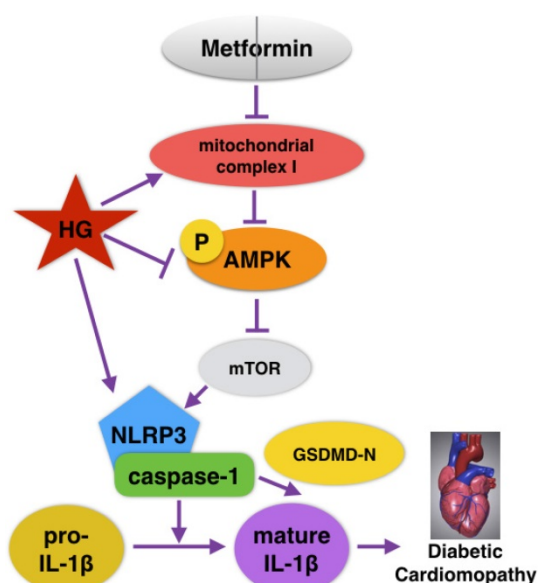 Metformin
mitochondrial
complex I
HG
P
AMPK
mTOR
NLRP3
GSDMD-N
caspase-1
pro-
IL-1β
mature
IL-1β
Diabetic
Cardiomopathy